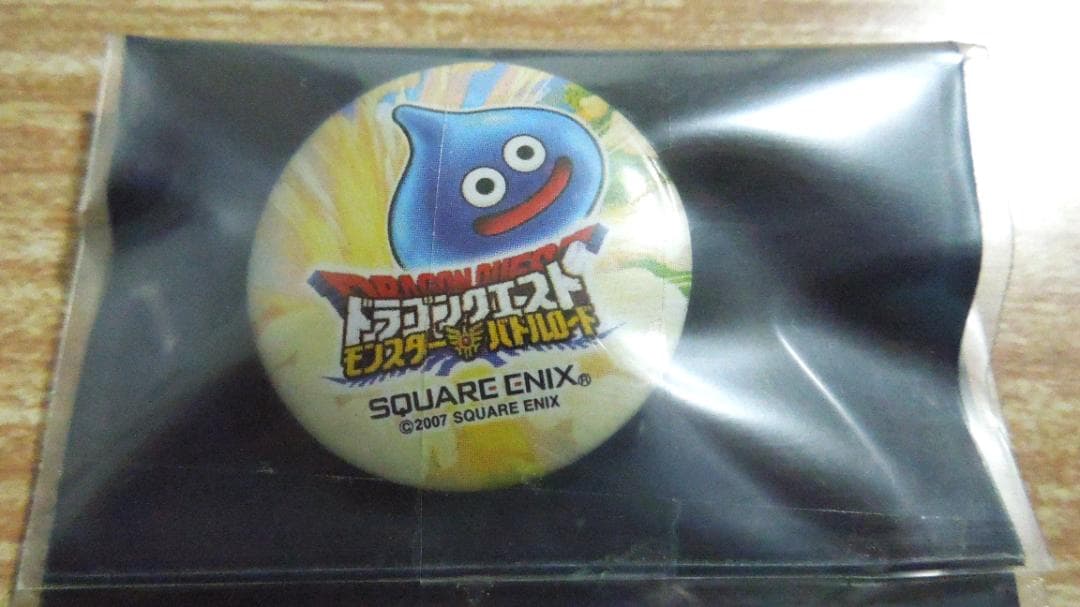 DRAGON QUEST
ドラゴンクエスト
モンスターバトルロード
SQUARE ENIX®
©2007 SQUARE ENIX